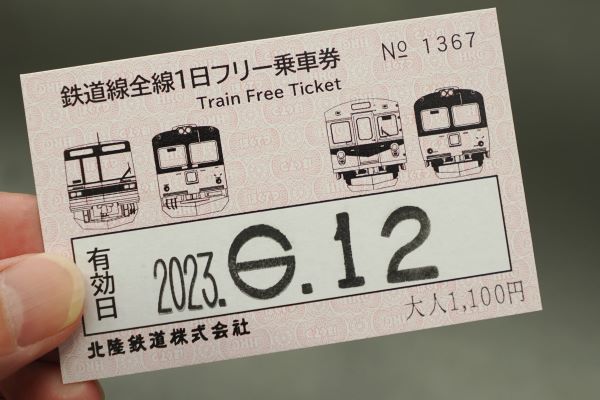 鉄道線全線1日フリー乗車券
Train Free Ticket
No 1367
有効日
2023.6.12
北陸鉄道株式会社
大人1,100円